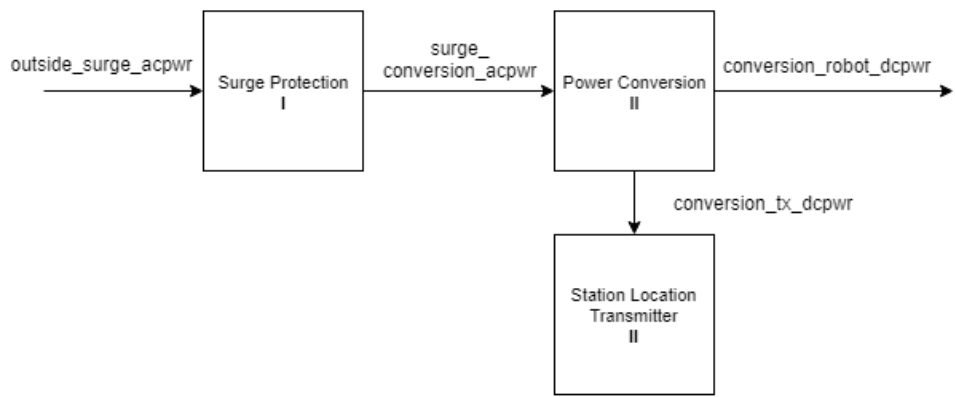 outside_surge_acpwr
Surge Protection
I
surge_
conversion_acpwr
Power Conversion
II
conversion_robot_dcpwr
conversion_tx_dcpwr
Station Location
Transmitter
II